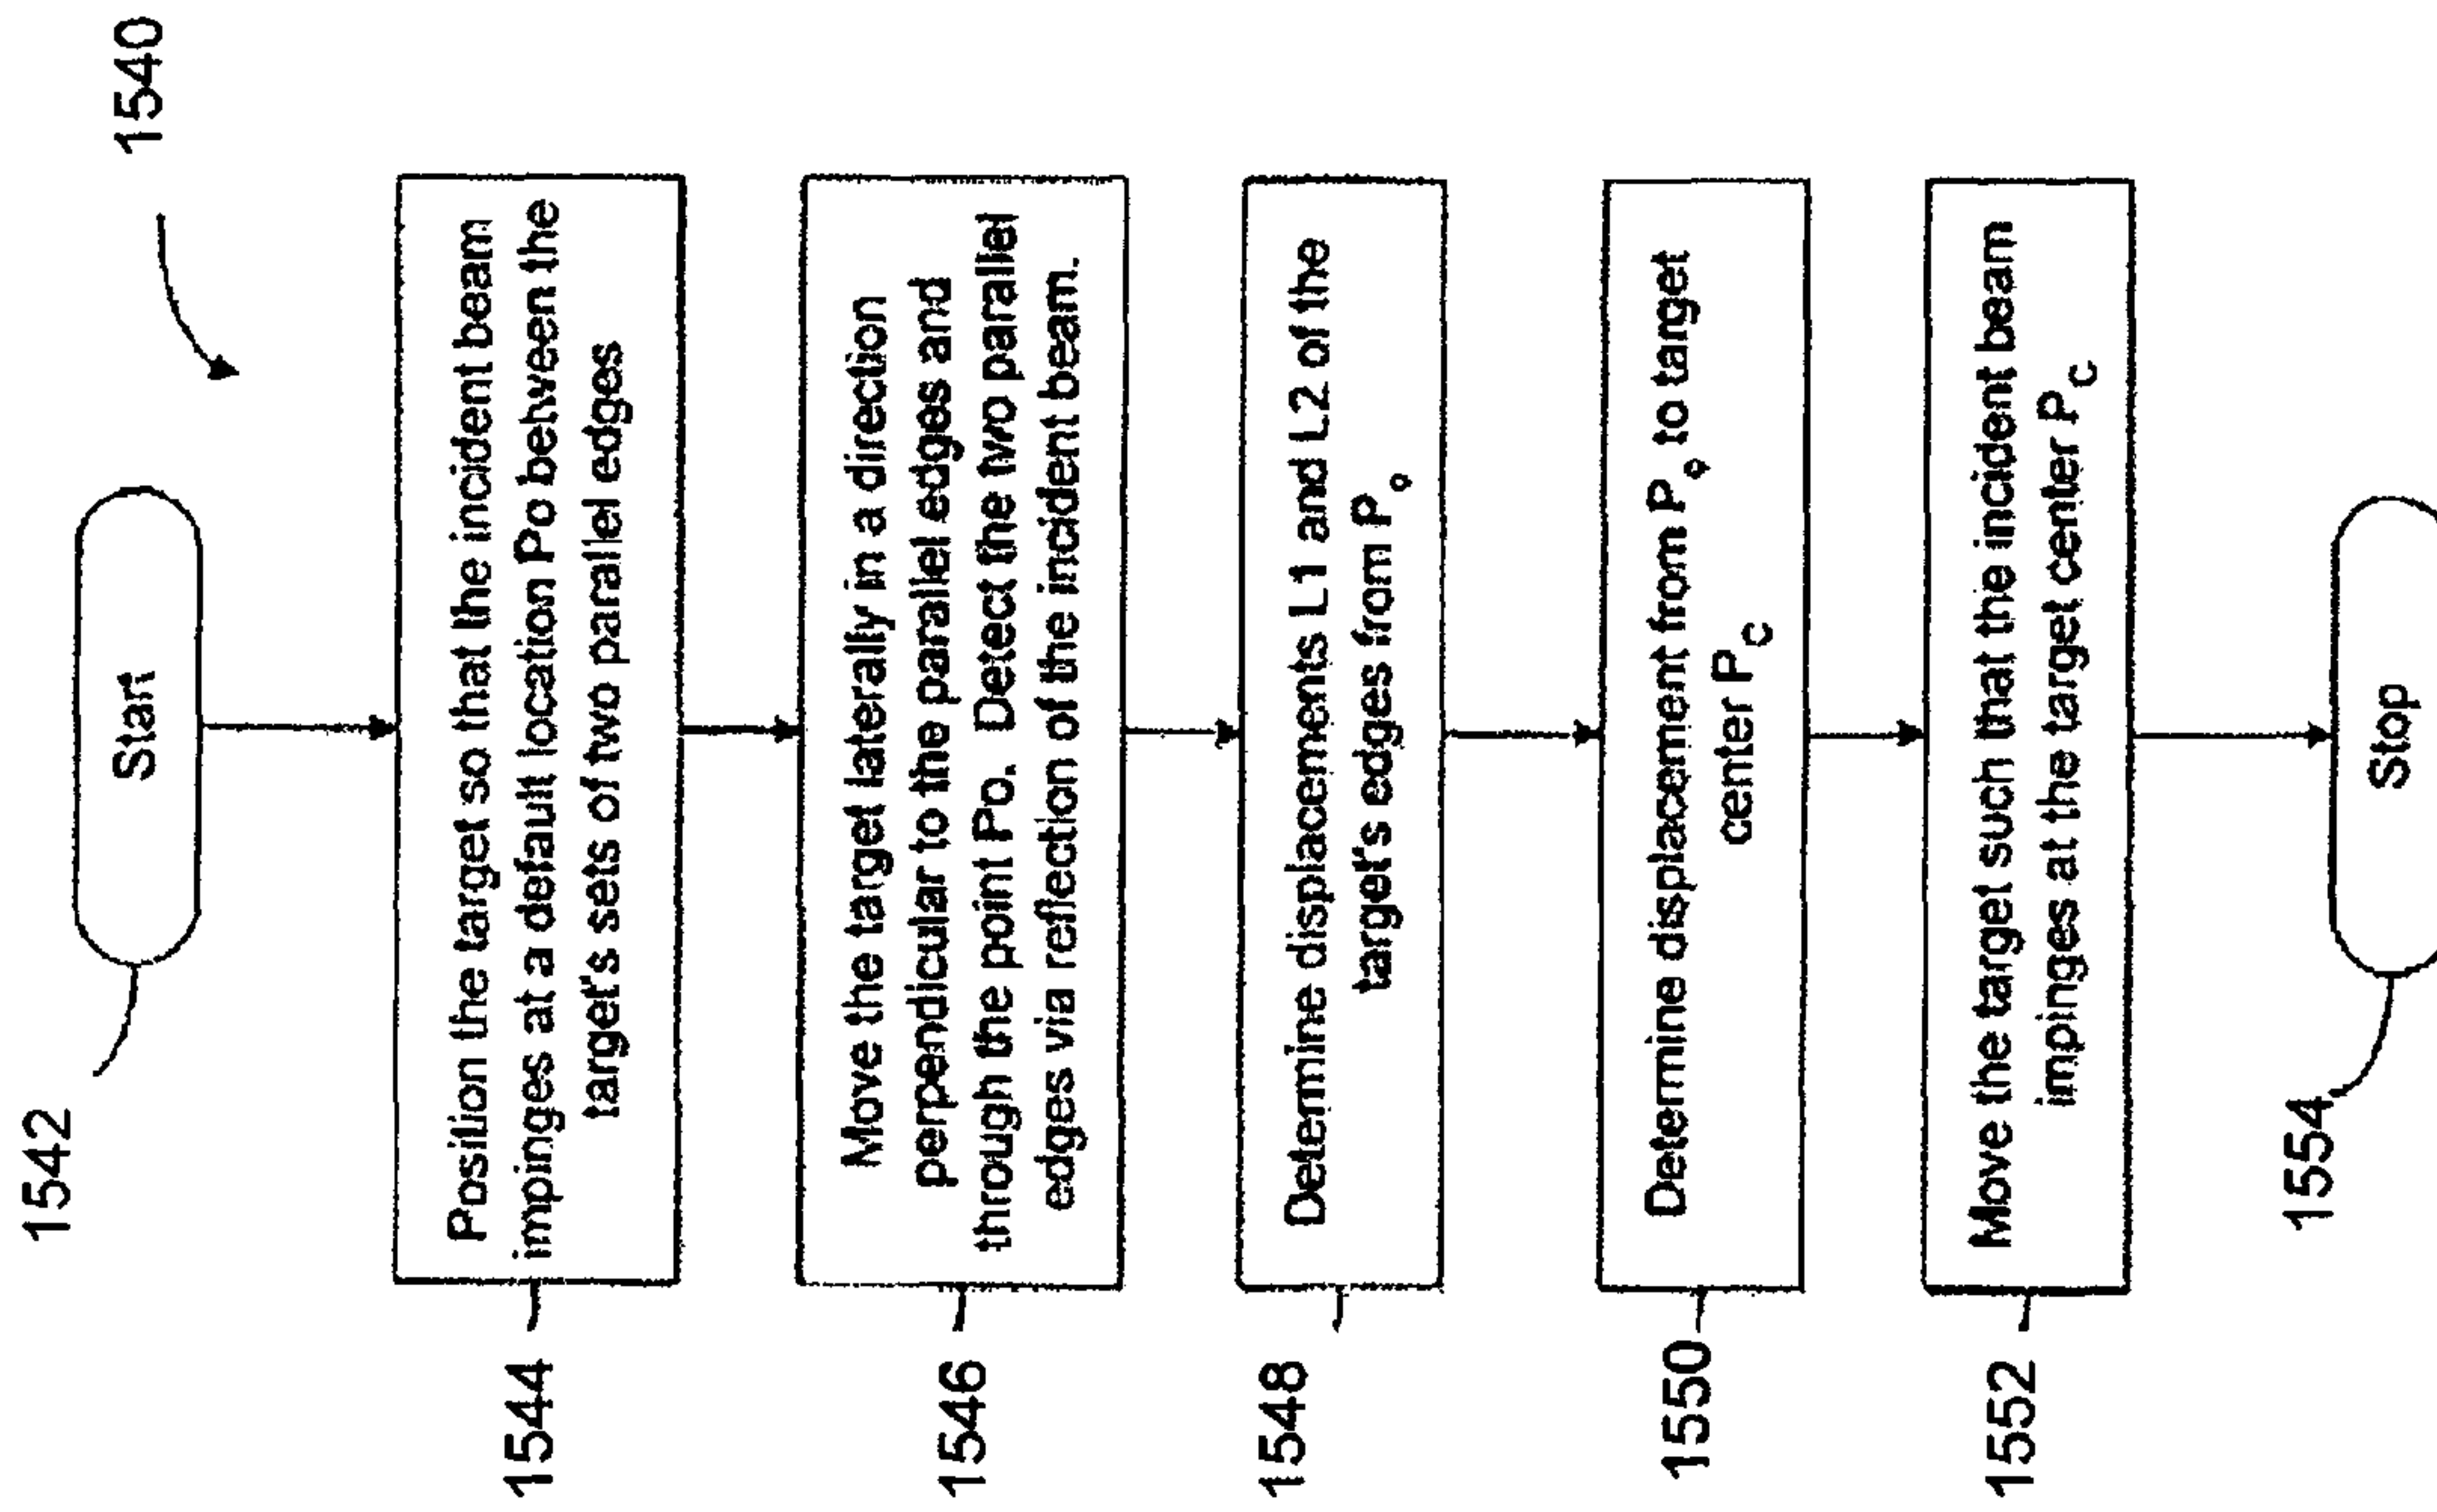 1540
1542
Start
1544
Position the target so that the incident beam
impinges at a default location Po between the
target's sets of two parallel edges
1546
Move the target laterally in a direction
perpendicular to the parallel edges and
through the point Po. Detect the two parallel
edges via reflection of the incident beam.
1548
Determine displacements L1 and L2 of the
target's edges from Po
1550
Determine displacement from Po to target
center PC
1552
Move the target such that the incident beam
impinges at the target center PC
1554
Stop